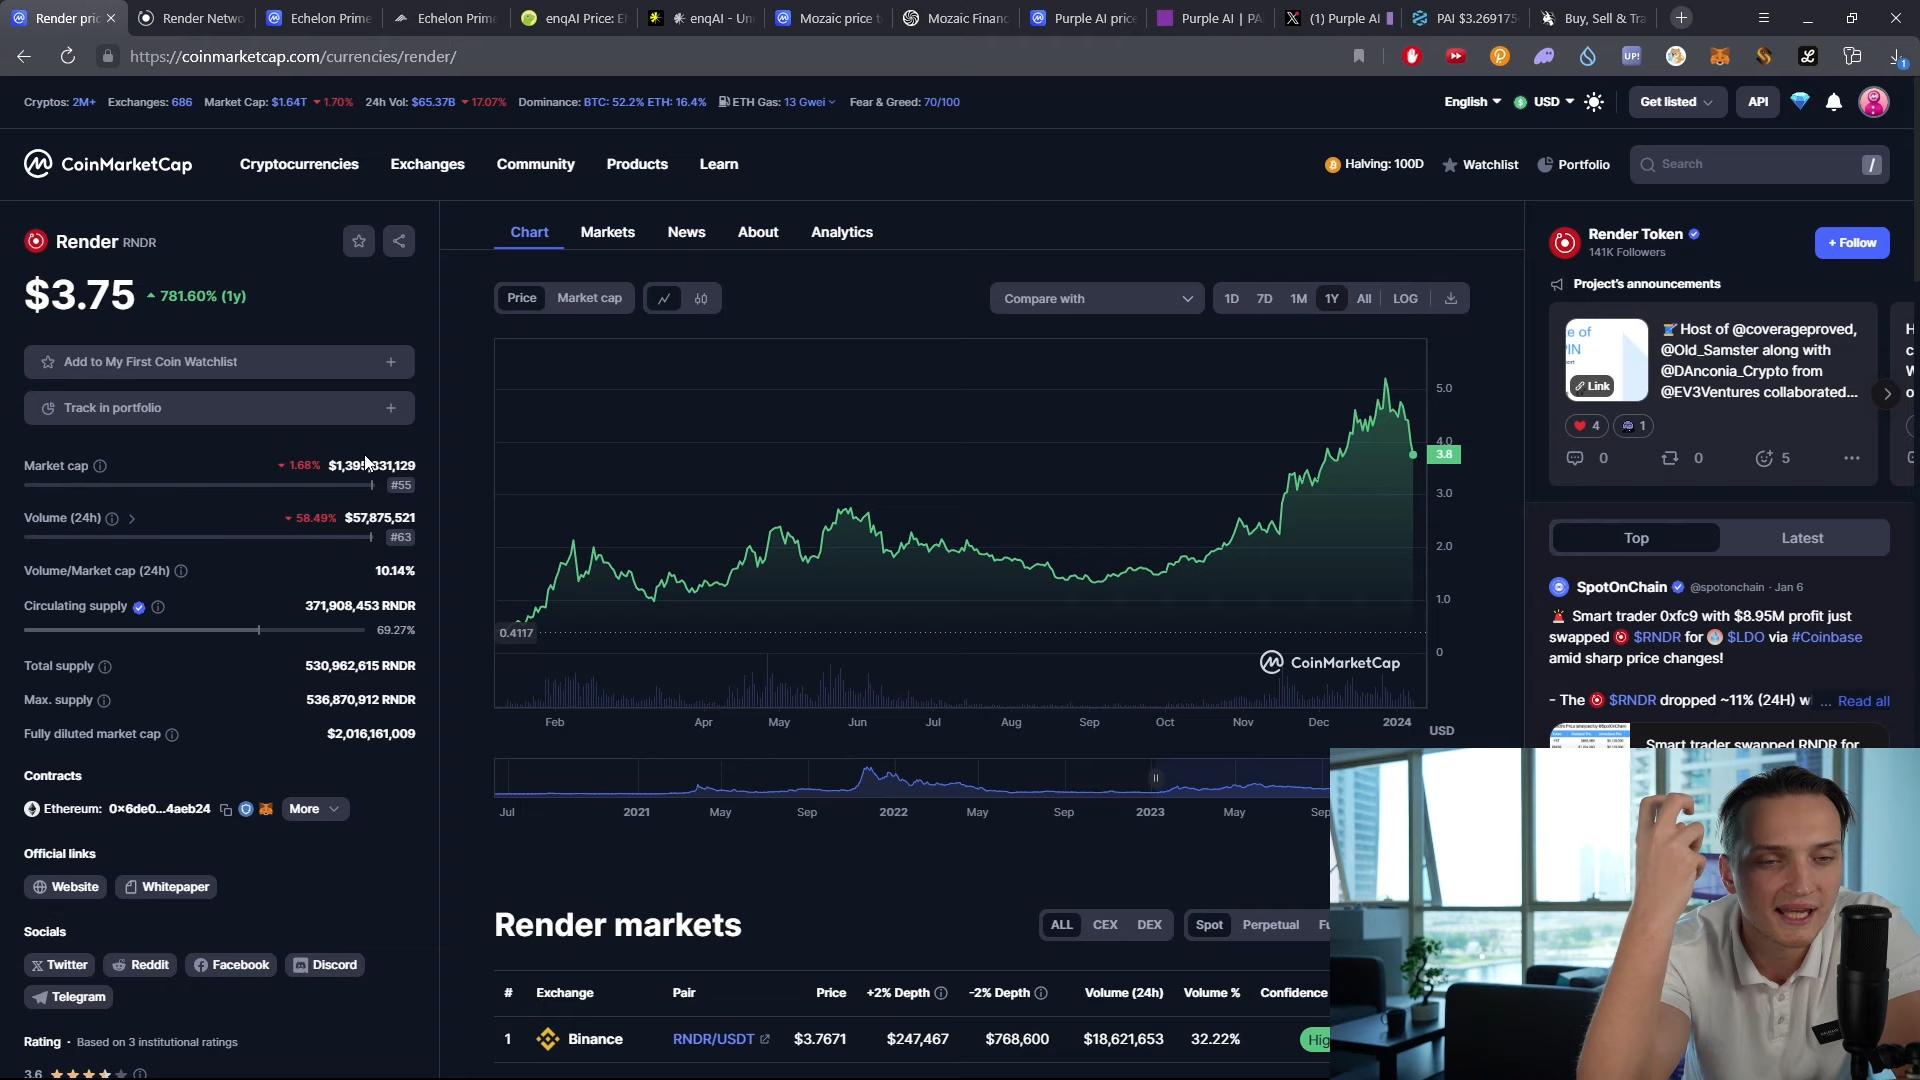 Render pric
Render Netwo
Echelon Prime
Echelon Prime
enqAI Price: E
enqAI - Un
Mozaic price t
Mozaic Financ
Purple AI price
Purple AI | PA
(1) Purple AI
PAI $3.269175
Buy, Sell & Tra
https://coinmarketcap.com/currencies/render/
UP!
1
Cryptos: 2M+ Exchanges: 686 Market Cap: $1.64T 1.70% 24h Vol: $65.37B 17.07% Dominance: BTC: 52.2% ETH: 16.4% ETH Gas: 13 Gwei Fear & Greed: 70/100
English USD Get listed API
CoinMarketCap Cryptocurrencies Exchanges Community Products Learn
Halving: 100D Watchlist Portfolio Search /
Render RNDR
$3.75 781.60% (1y)
Add to My First Coin Watchlist +
Track in portfolio +
Market cap 1.68%
#55
Volume (24h) 58.49% $57,875,521
#63
Volume/Market cap (24h) 10.14%
Circulating supply 371,908,453 RNDR
69.27%
Total supply 530,962,615 RNDR
Max. supply 536,870,912 RNDR
Fully diluted market cap $2,016,161,009
Contracts
Ethereum: 0x6de0...4aeb24 More
Official links
Website Whitepaper
Socials
Twitter Reddit Facebook Discord
Telegram
Rating · Based on 3 institutional ratings
3.6
Chart Markets News About Analytics
Price Market cap
Compare with
1D 7D 1M 1Y All LOG
5.0
4.0
3.8
3.0
2.0
1.0
0
0.4117
CoinMarketCap
Feb Apr May Jun Jul Aug Sep Oct Nov Dec 2024
USD
Jul 2021 May Sep 2022 May Sep 2023 May Sep
Render markets
ALL CEX DEX
Spot Perpetual Fu
# Exchange Pair Price +2% Depth -2% Depth Volume (24h) Volume % Confidence
1 Binance RNDR/USDT $3.7671 $247,467 $768,600 $18,621,653 32.22% Hig
Render Token
141K Followers
+ Follow
Project's announcements
e of
IN
Link
Host of @coverageproved,
@Old_Samster along with
@DAnconia_Crypto from
@EV3Ventures collaborated...
4 1
0 0 5 ...
Top Latest
SpotOnChain @spotonchain · Jan 6
Smart trader 0xfc9 with $8.95M profit just
swapped $RNDR for $LDO via #Coinbase
amid sharp price changes!
- The $RNDR dropped ~11% (24H) w ... Read all
Smart trader swapped RNDR for